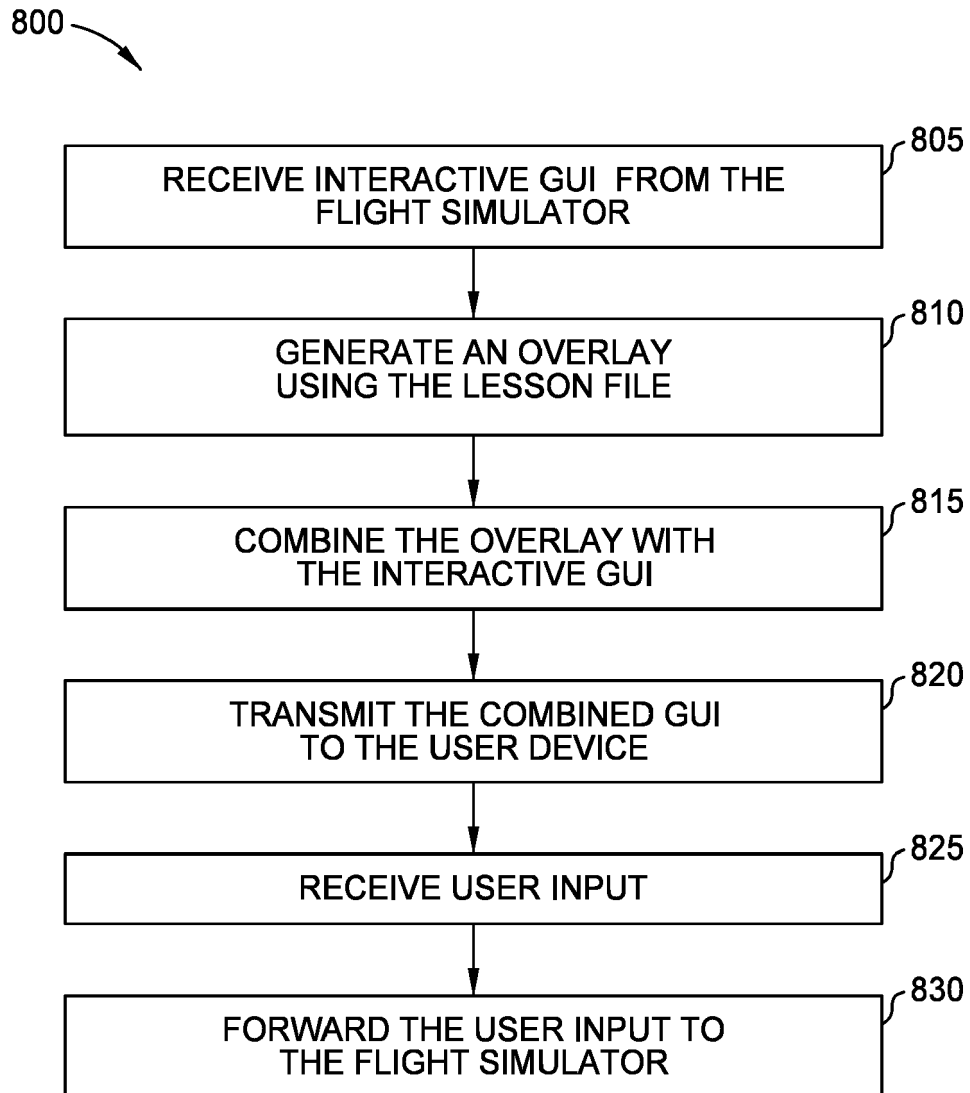 800
805
RECEIVE INTERACTIVE GUI FROM THE
FLIGHT SIMULATOR
810
GENERATE AN OVERLAY
USING THE LESSON FILE
815
COMBINE THE OVERLAY WITH
THE INTERACTIVE GUI
820
TRANSMIT THE COMBINED GUI
TO THE USER DEVICE
825
RECEIVE USER INPUT
830
FORWARD THE USER INPUT TO
THE FLIGHT SIMULATOR